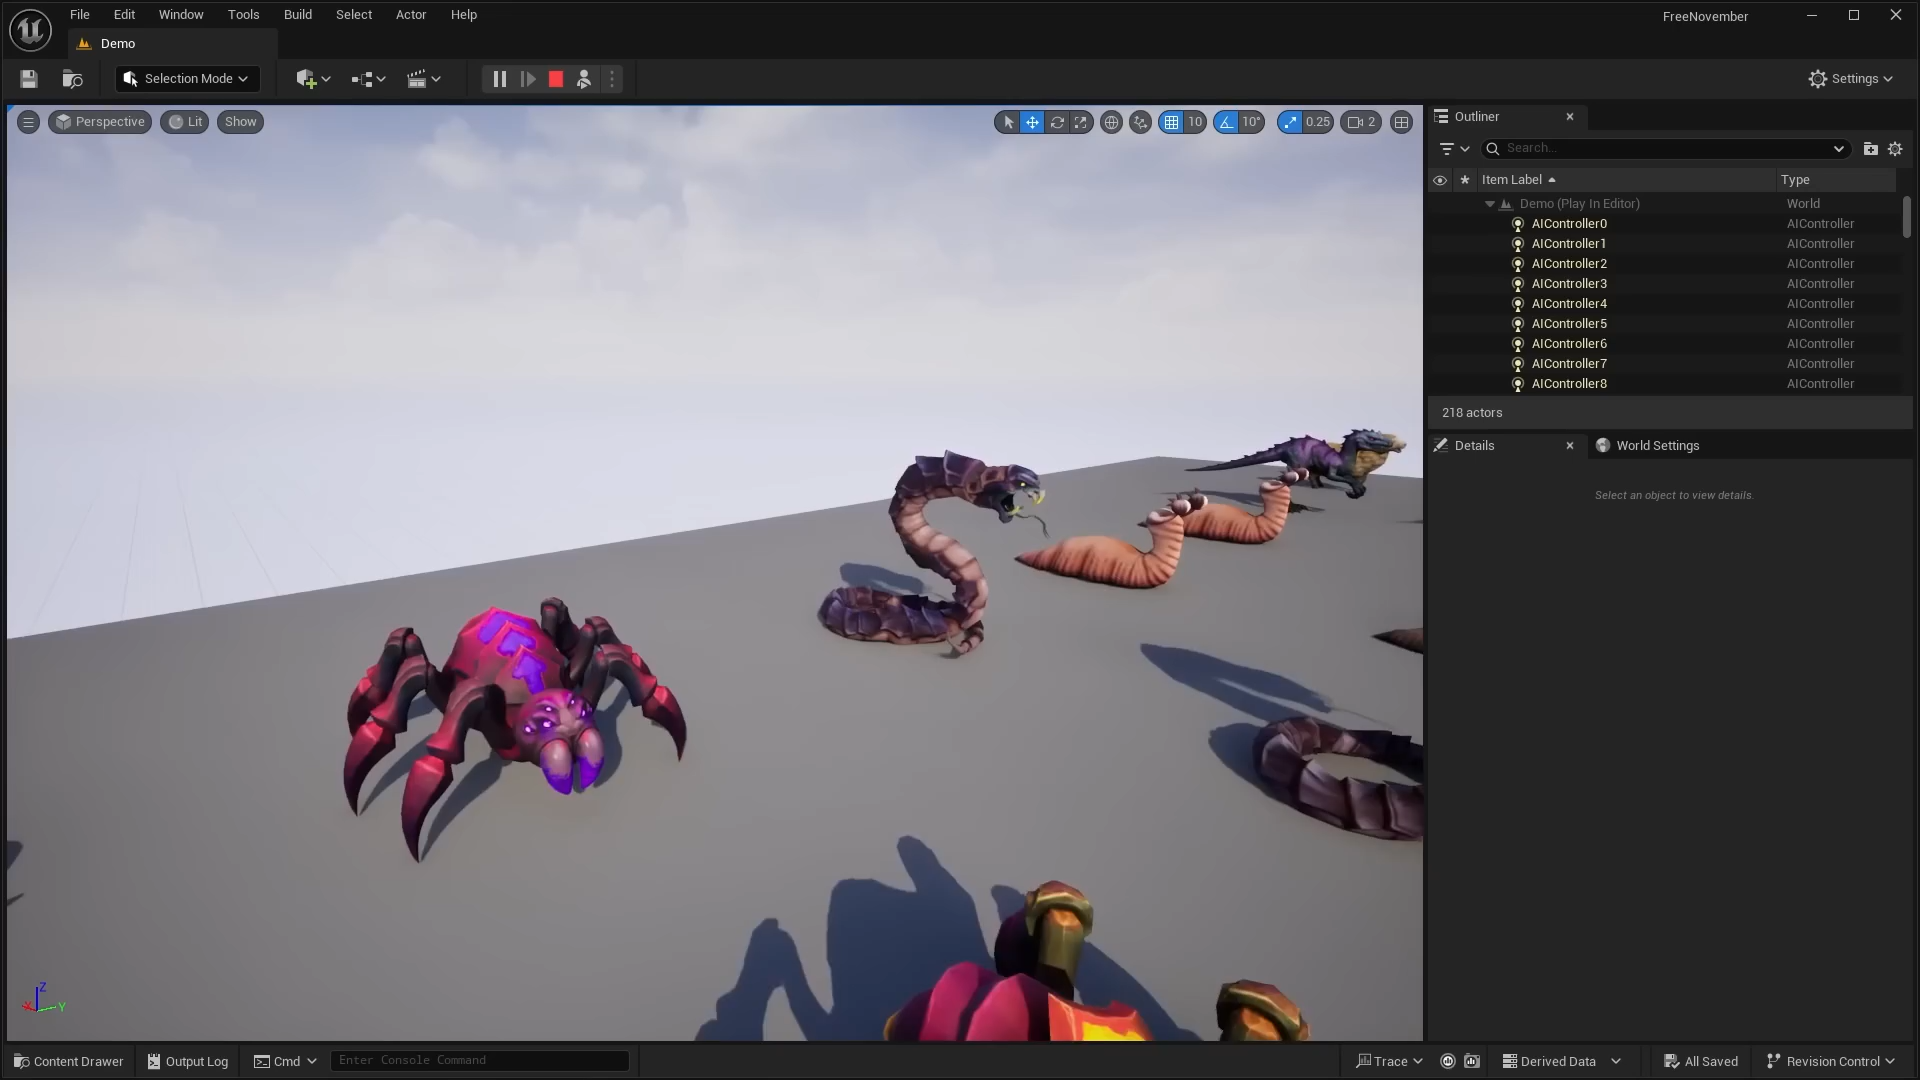 File Edit Window Tools Build Select Actor Help
FreeNovember
Demo
Selection Mode
Settings
Perspective Lit Show
10 10° 0.25 2
Outliner
Search...
Item Label Type
Demo (Play In Editor) World
AIController0 AIController
AIController1 AIController
AIController2 AIController
AIController3 AIController
AIController4 AIController
AIController5 AIController
AIController6 AIController
AIController7 AIController
AIController8 AIController
218 actors
Details World Settings
Select an object to view details.
Z
X Y
Content Drawer Output Log Cmd Enter Console Command Trace Derived Data All Saved Revision Control